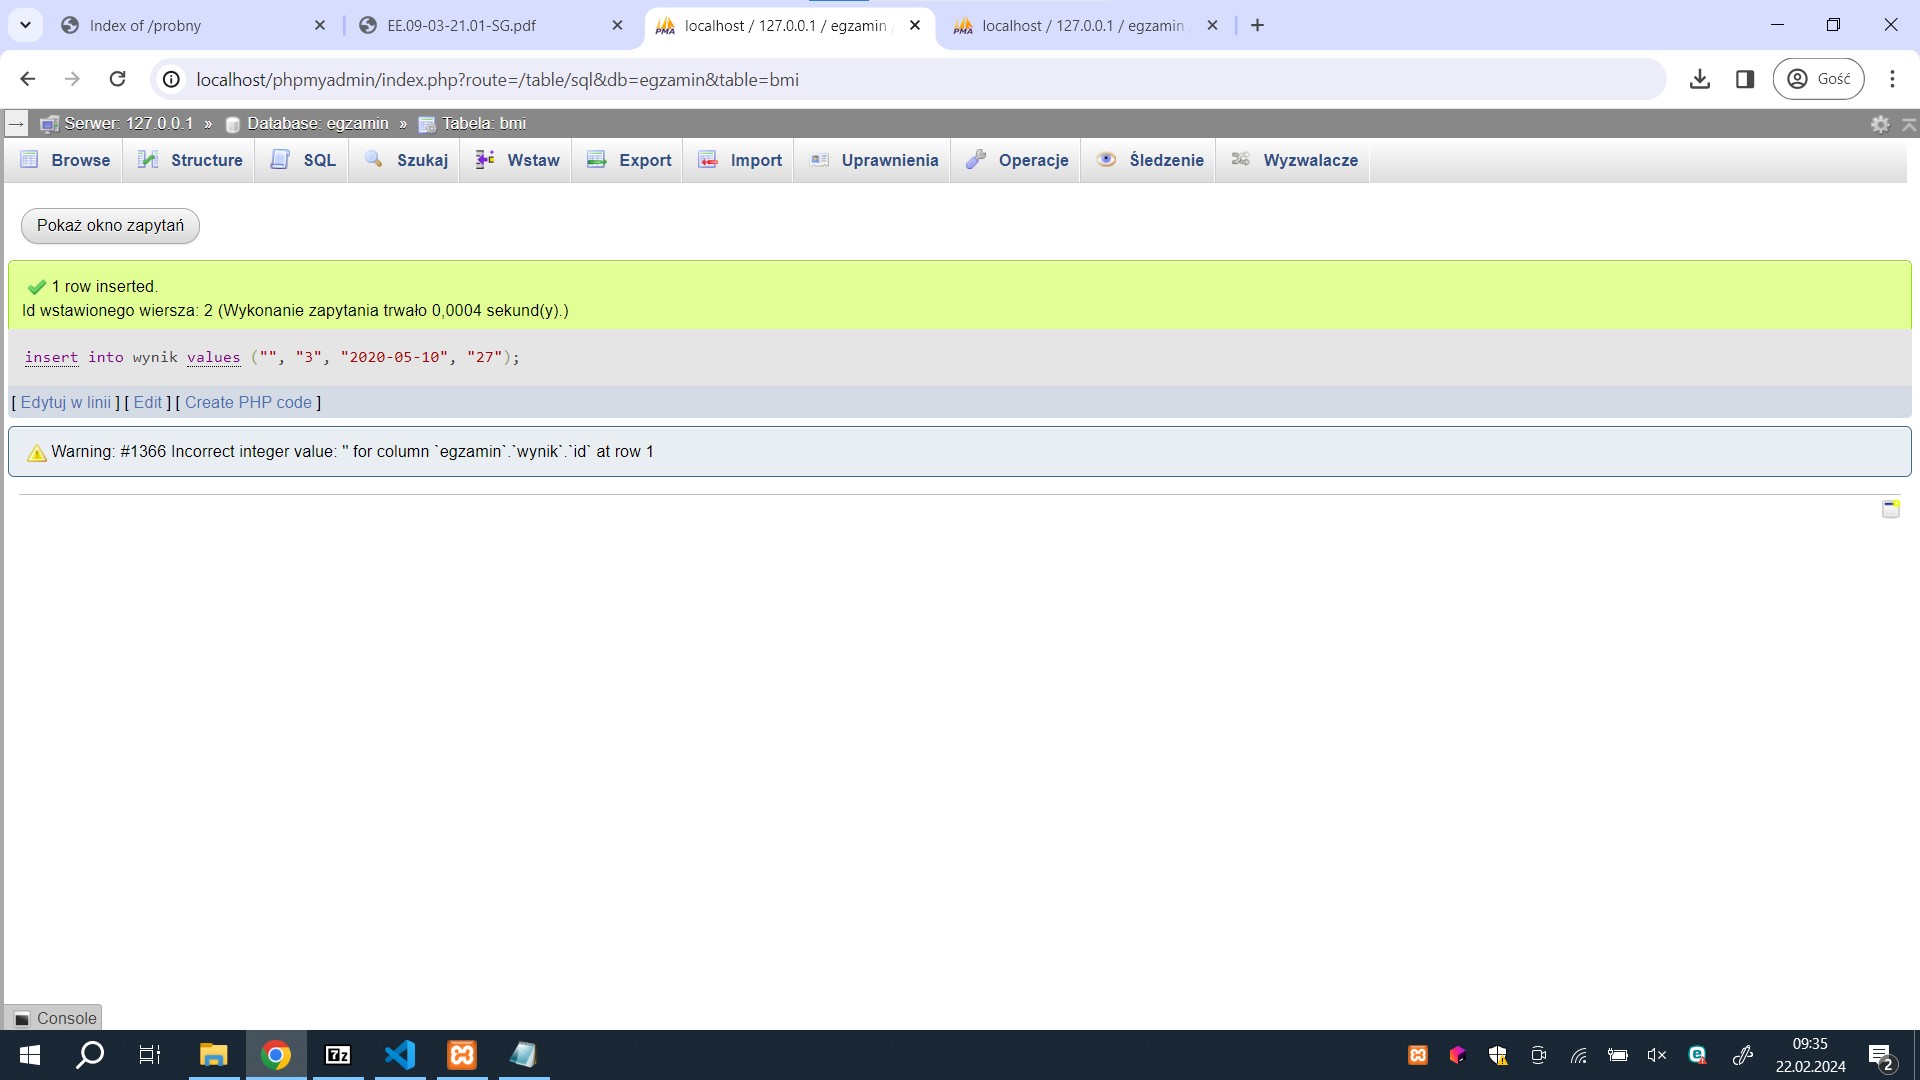 Index of /probny
EE.09-03-21.01-SG.pdf
localhost / 127.0.0.1 / egzamin
localhost / 127.0.0.1 / egzamin
localhost/phpmyadmin/index.php?route=/table/sql&db=egzamin&table=bmi
Gość
Serwer: 127.0.0.1 » Database: egzamin » Tabela: bmi
Browse Structure SQL Szukaj Wstaw Export Import Uprawnienia Operacje Śledzenie Wyzwalacze
Pokaż okno zapytań
1 row inserted.
Id wstawionego wiersza: 2 (Wykonanie zapytania trwało 0,0004 sekund(y).)
insert into wynik values ("", "3", "2020-05-10", "27");
[ Edytuj w linii ] [ Edit ] [ Create PHP code ]
Warning: #1366 Incorrect integer value: '' for column `egzamin`.`wynik`.`id` at row 1
Console
09:35
22.02.2024
2